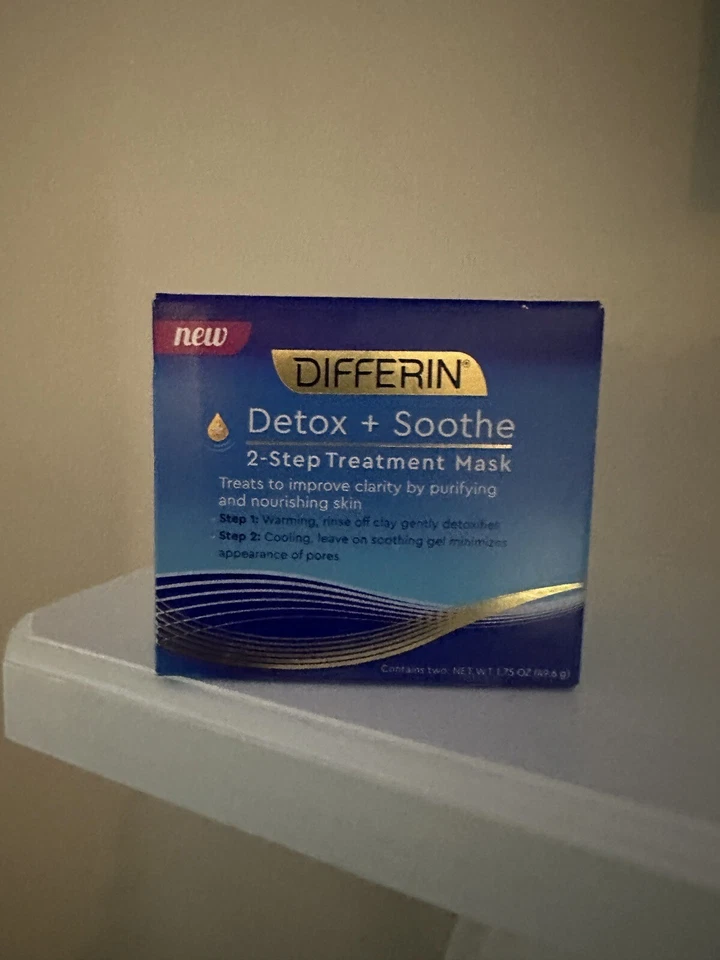 new
DIFFERIN®
Detox + Soothe
2-Step Treatment Mask
Treats to improve clarity by purifying
and nourishing skin
· Step 1: Warming, rinse off clay gently detoxifies
· Step 2: Cooling, leave on soothing gel minimizes
appearance of pores
Contains two: NET WT 1.75 OZ (49.6 g)